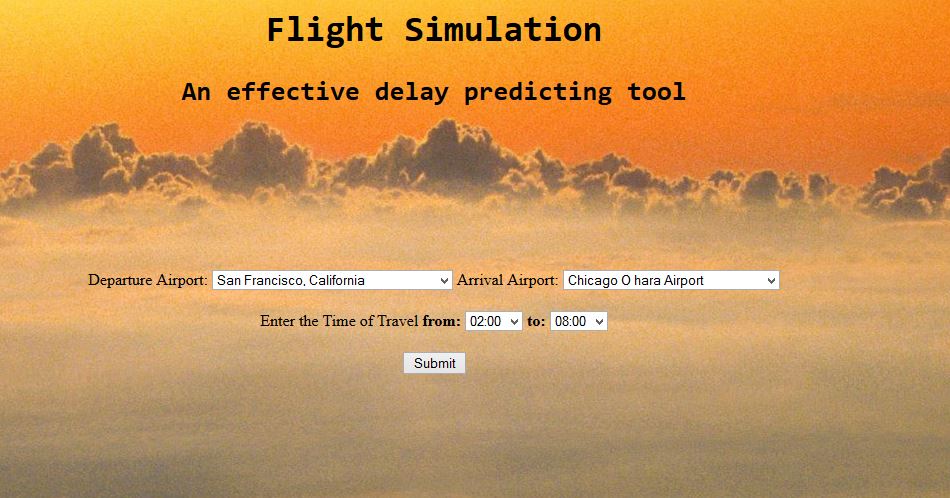 Flight Simulation
An effective delay predicting tool
Departure Airport: San Francisco, California Arrival Airport: Chicago O hara Airport
Enter the Time of Travel from: 02:00 to: 08:00
Submit